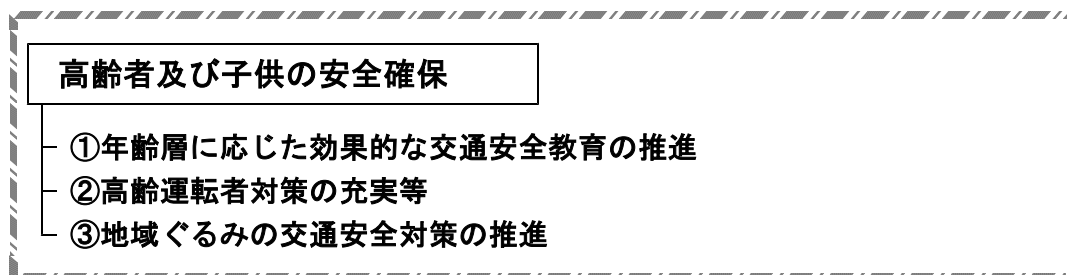 高齢者及び子供の安全確保
①年齢層に応じた効果的な交通安全教育の推進
②高齢運転者対策の充実等
③地域ぐるみの交通安全対策の推進